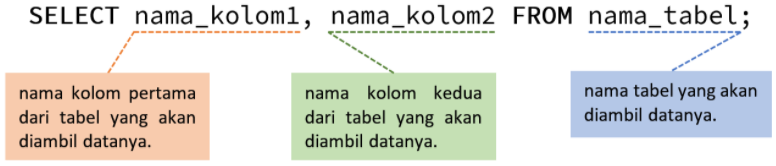 SELECT nama_kolom1, nama_kolom2 FROM nama_tabel;
nama kolom pertama
dari tabel yang akan
diambil datanya.
nama kolom kedua
dari tabel yang akan
diambil datanya.
nama tabel yang akan
diambil datanya.